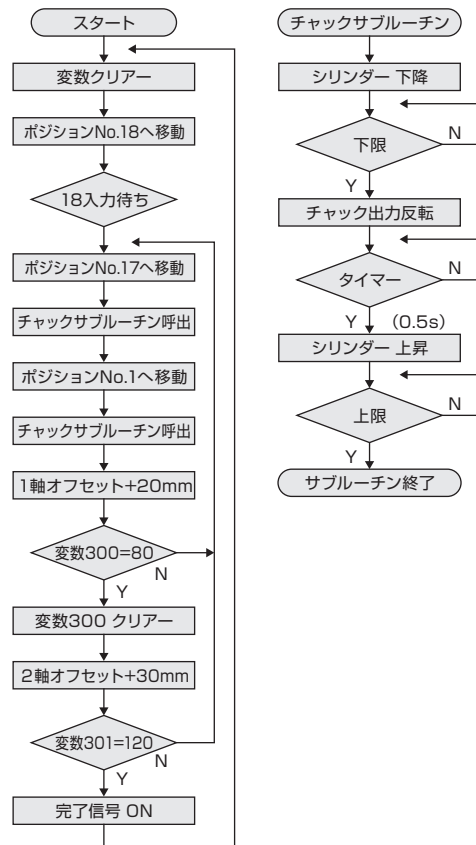 スタート
変数クリアー
ポジションNo.18へ移動
18入力待ち
ポジションNo.17へ移動
チャックサブルーチン呼出
ポジションNo.1へ移動
チャックサブルーチン呼出
1軸オフセット+20mm
変数300=80
N
Y
変数300 クリアー
2軸オフセット+30mm
変数301=120
N
Y
完了信号 ON
チャックサブルーチン
シリンダー 下降
下限
N
Y
チャック出力反転
タイマー
N
Y (0.5s)
シリンダー 上昇
上限
N
Y
サブルーチン終了